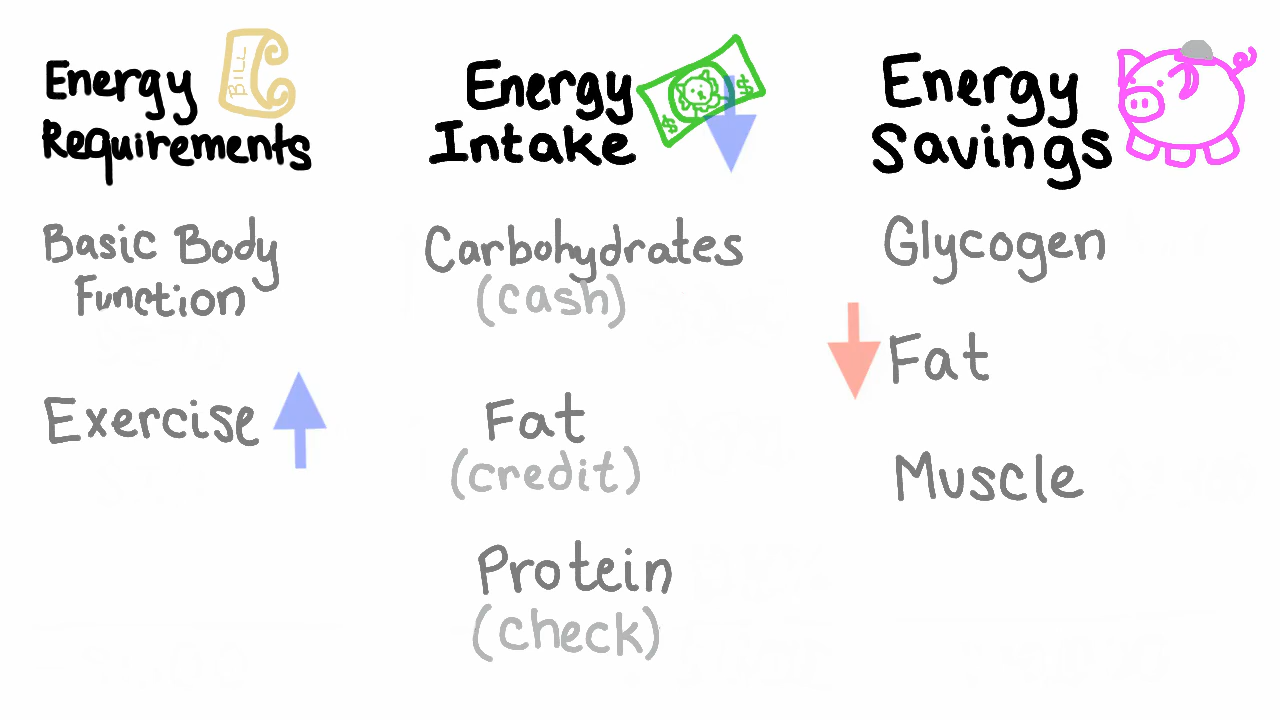 Energy
Requirements
BILL
Basic Body
Function
Exercise
Energy
Intake
$ $
Carbohydrates
(cash)
Fat
(credit)
Protein
(check)
Energy
Savings
Glycogen
Fat
Muscle